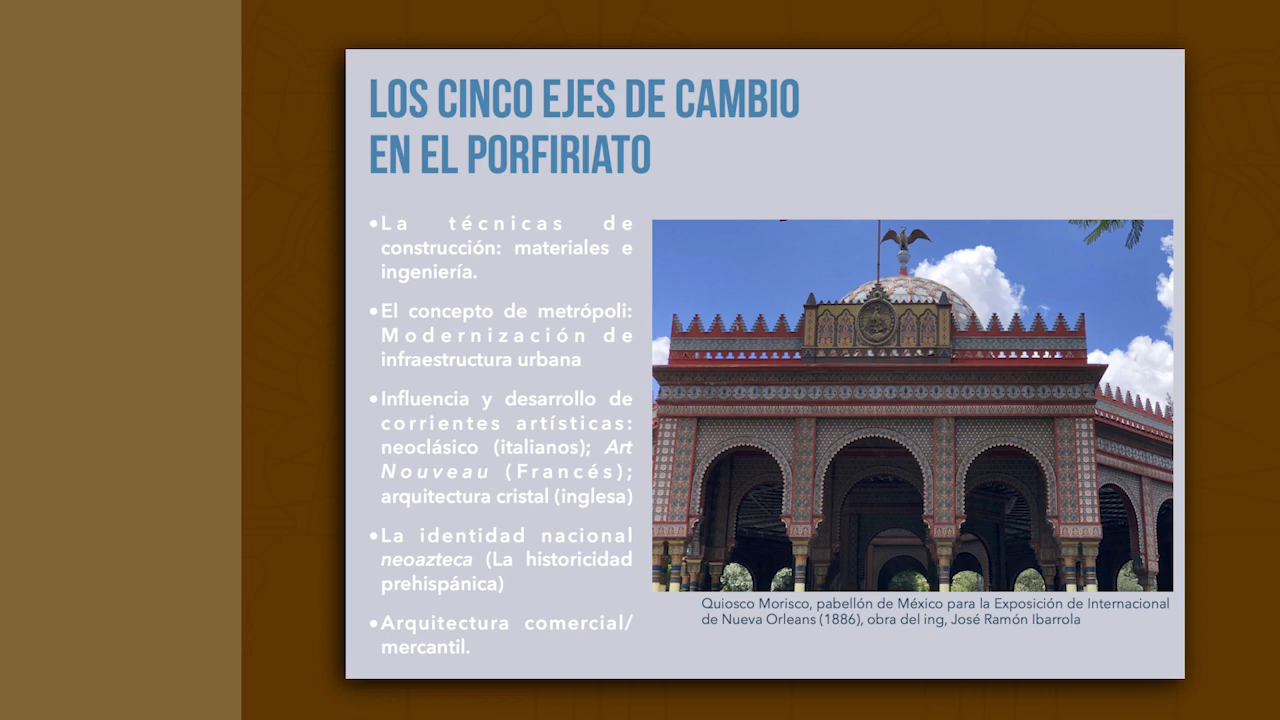 LOS CINCO EJES DE CAMBIO
EN EL PORFIRIATO
•La técnicas de
construcción: materiales e
ingeniería.
•El concepto de metrópoli:
Modernización de
infraestructura urbana
•Influencia y desarrollo de
corrientes artísticas:
neoclásico (italianos); Art
Nouveau (Francés);
arquitectura cristal (inglesa)
•La identidad nacional
neoazteca (La historicidad
prehispánica)
•Arquitectura comercial/
mercantil.
Quiosco Morisco, pabellón de México para la Exposición de Internacional
de Nueva Orleans (1886), obra del ing, José Ramón Ibarrola